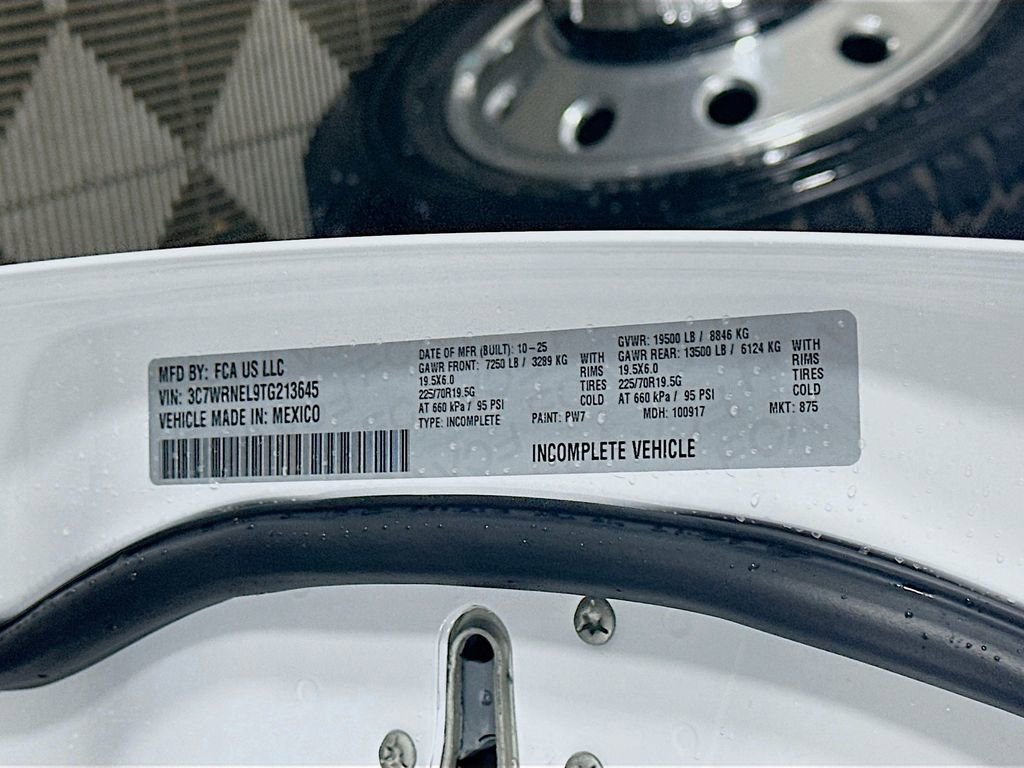 MFD BY: FCA US LLC
VIN: 3C7WRNEL9TG213645
VEHICLE MADE IN: MEXICO
DATE OF MFR (BUILT): 10-25
GAWR FRONT: 7250 LB / 3289 KG WITH
19.5X6.0 RIMS
225/70R19.5G TIRES
AT 660 kPa / 95 PSI COLD
TYPE: INCOMPLETE
PAINT: PW7
GVWR: 19500 LB / 8846 KG
GAWR REAR: 13500 LB / 6124 KG WITH
19.5X6.0 RIMS
225/70R19.5G TIRES
AT 660 kPa / 95 PSI COLD
MDH: 100917
MKT: 875
INCOMPLETE VEHICLE